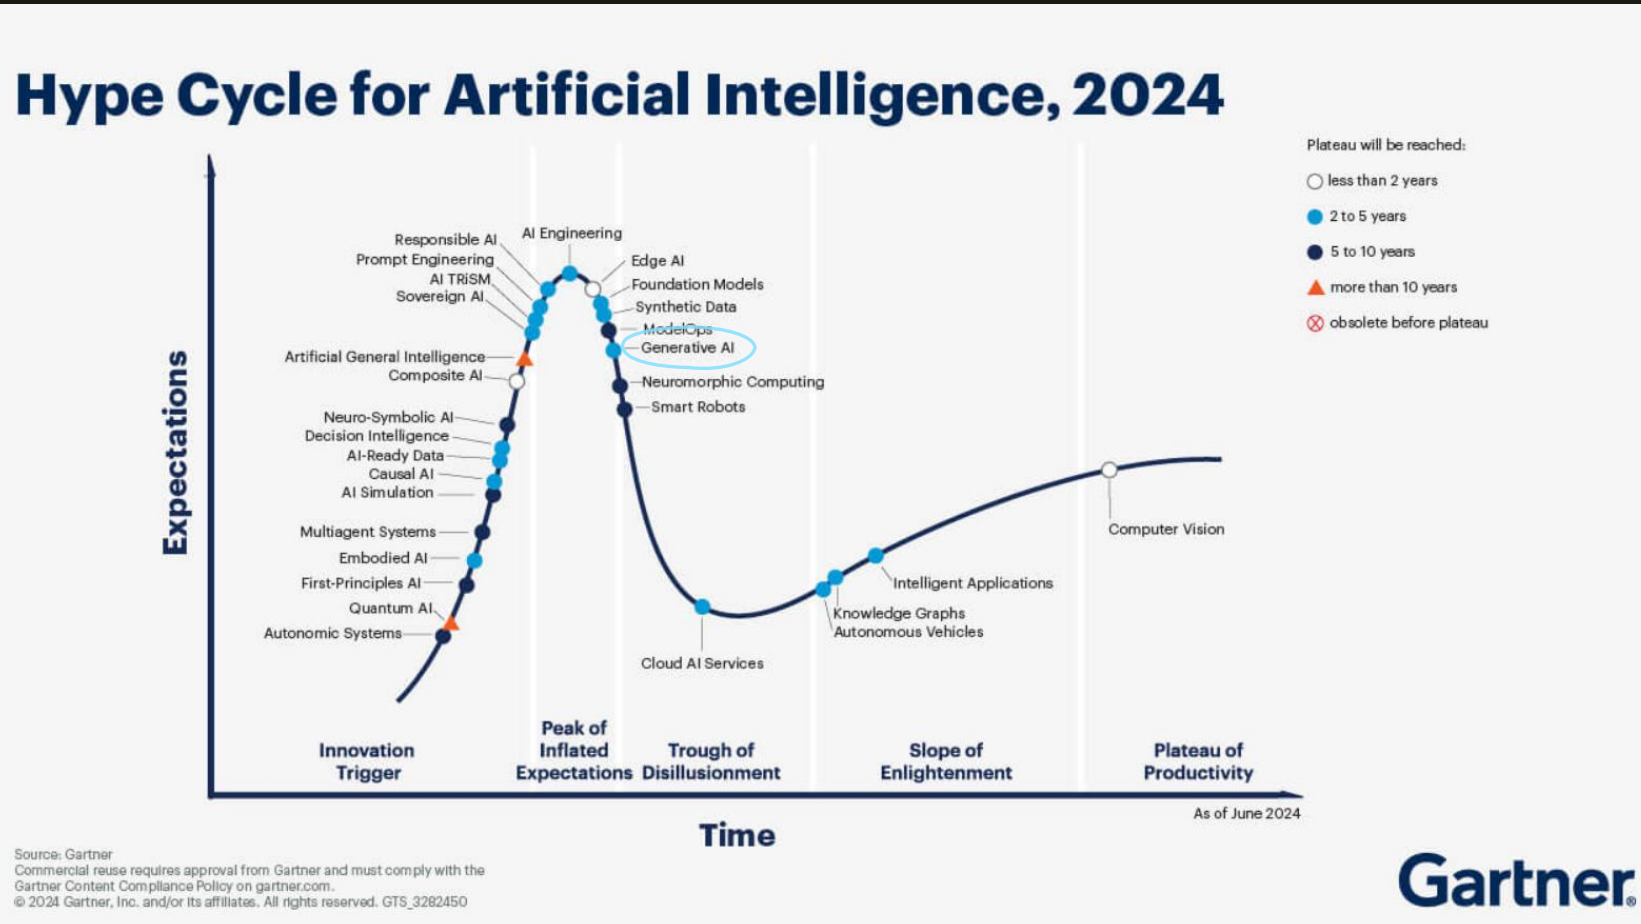 Hype Cycle for Artificial Intelligence, 2024
Plateau will be reached:
less than 2 years
2 to 5 years
5 to 10 years
more than 10 years
obsolete before plateau
Expectations
AI Engineering
Responsible AI
Prompt Engineering
AI TRiSM
Sovereign AI
Artificial General Intelligence
Composite AI
Neuro-Symbolic AI
Decision Intelligence
AI-Ready Data
Causal AI
AI Simulation
Multiagent Systems
Embodied AI
First-Principles AI
Quantum AI
Autonomic Systems
Edge AI
Foundation Models
Synthetic Data
ModelOps
Generative AI
Neuromorphic Computing
Smart Robots
Cloud AI Services
Computer Vision
Intelligent Applications
Knowledge Graphs
Autonomous Vehicles
Innovation
Trigger
Peak of
Inflated
Expectations
Trough of
Disillusionment
Slope of
Enlightenment
Plateau of
Productivity
As of June 2024
Time
Source: Gartner
Commercial reuse requires approval from Gartner and must comply with the
Gartner Content Compliance Policy on gartner.com.
© 2024 Gartner, Inc. and/or its affiliates. All rights reserved. GTS_3282450
Gartner®